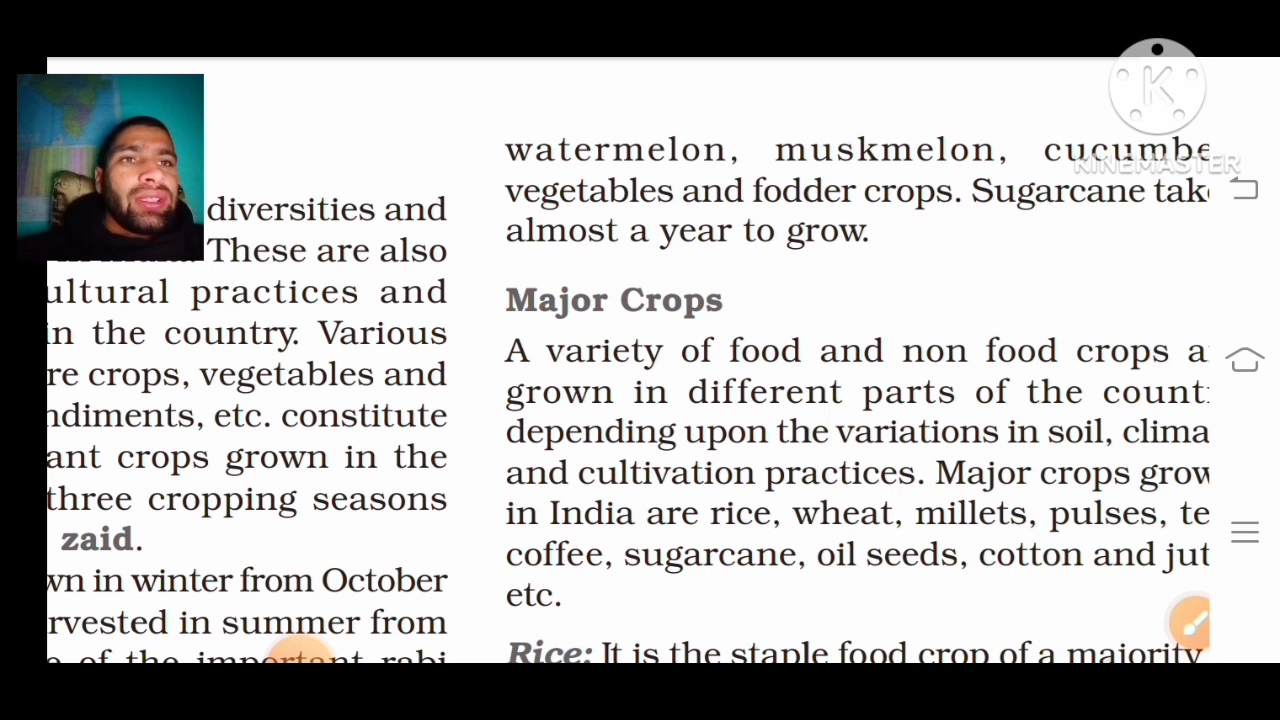 diversities and
These are also
ultural practices and
in the country. Various
re crops, vegetables and
ndiments, etc. constitute
ant crops grown in the
three cropping seasons
zaid.
wn in winter from October
rvested in summer from
of the important rabi
watermelon, muskmelon, cucumbe
vegetables and fodder crops. Sugarcane tak
almost a year to grow.
Major Crops
A variety of food and non food crops a
grown in different parts of the count
depending upon the variations in soil, clima
and cultivation practices. Major crops grow
in India are rice, wheat, millets, pulses, te
coffee, sugarcane, oil seeds, cotton and jut
etc.
Rice: It is the staple food crop of a majority
K
KINEMASTER